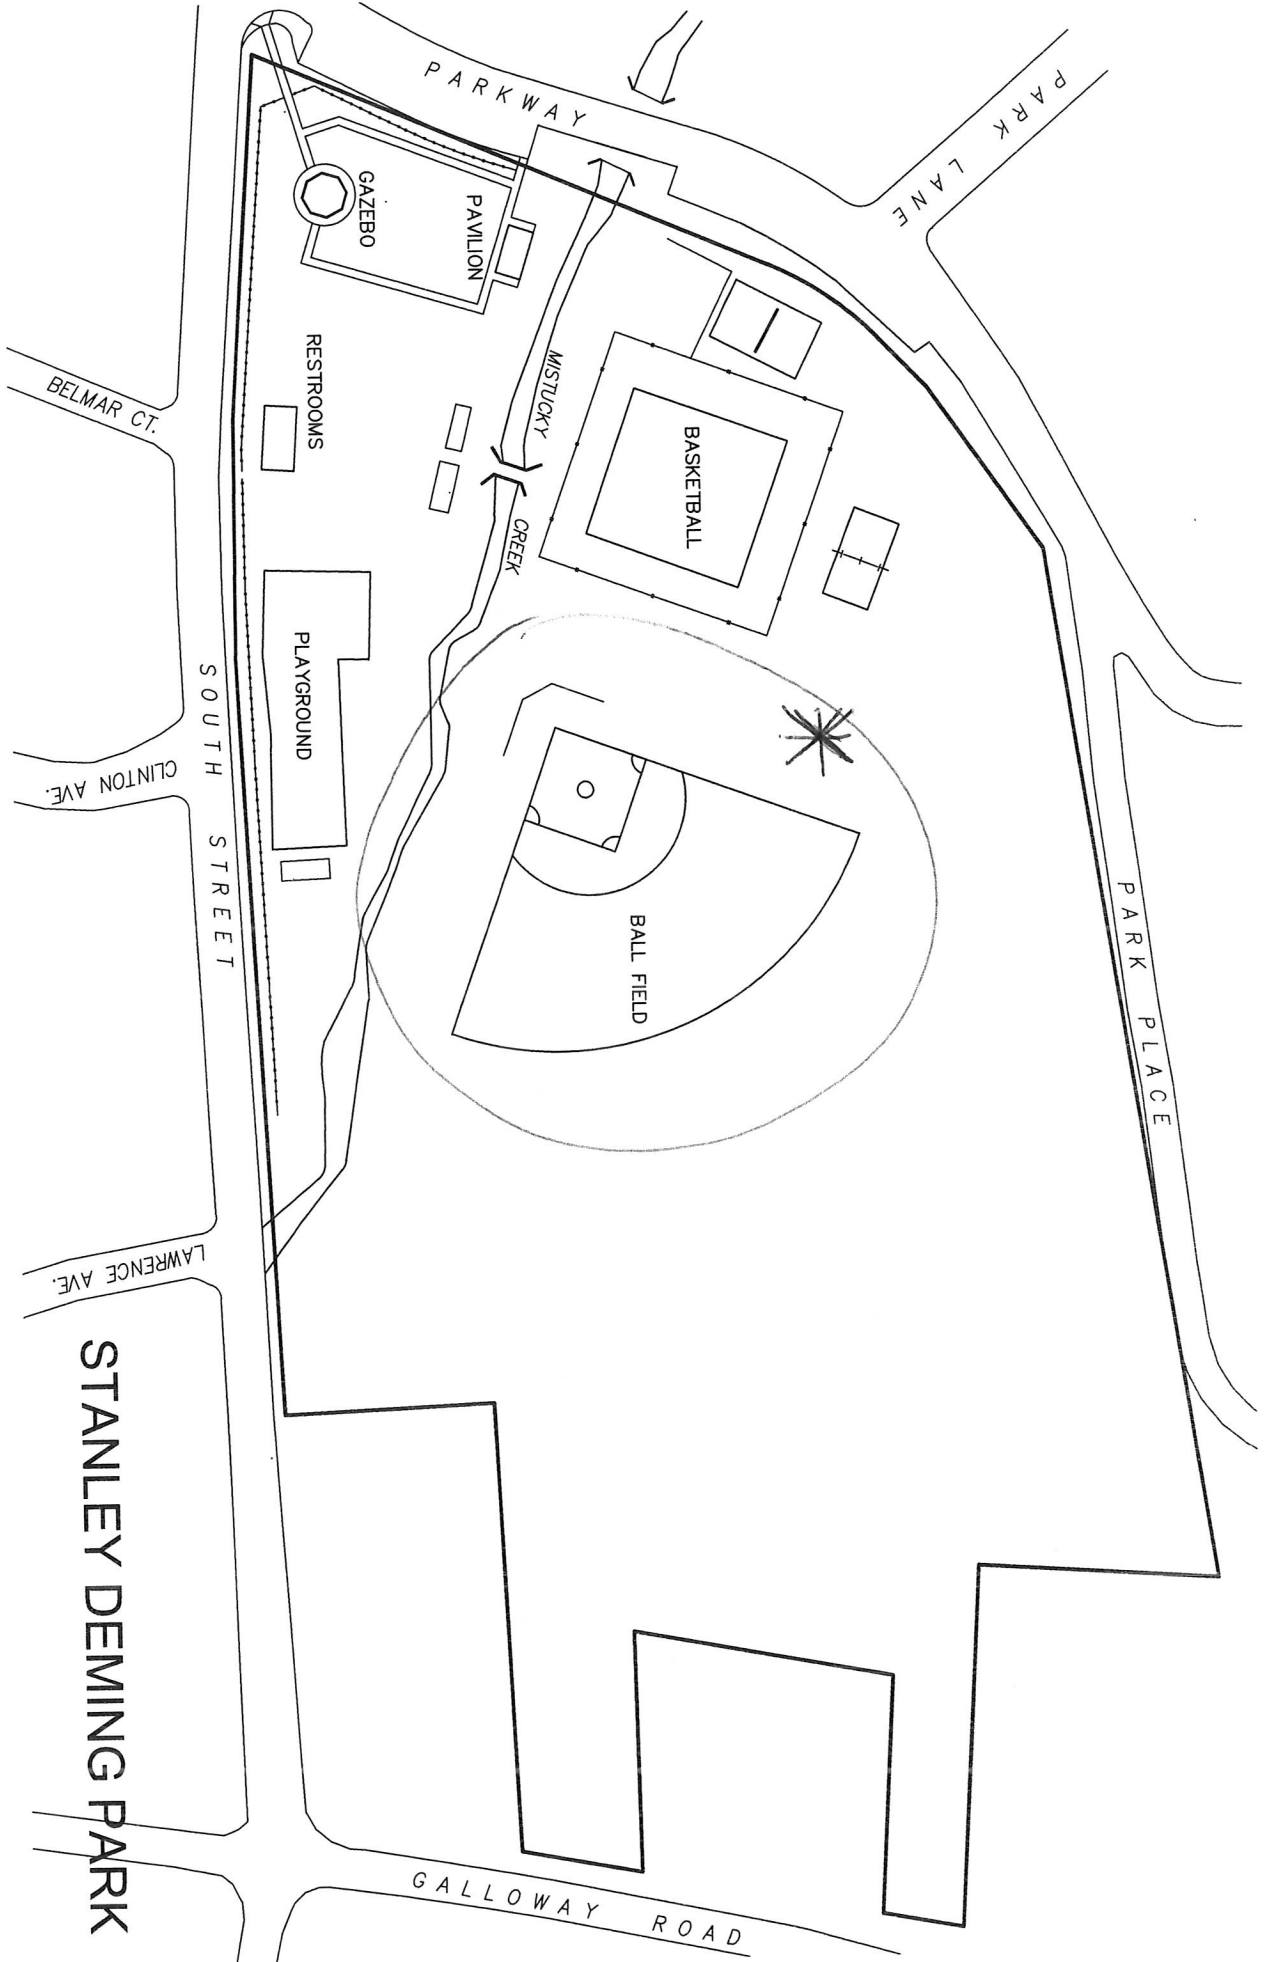 PARKWAY
PARK LANE
GAZEBO
PAVILION
RESTROOMS
MISTUCKY
CREEK
BASKETBALL
BELMAR CT.
PLAYGROUND
SOUTH STREET
CLINTON AVE.
BALL FIELD
PARK PLACE
LAWRENCE AVE.
STANLEY DEMING PARK
GALLOWAY ROAD